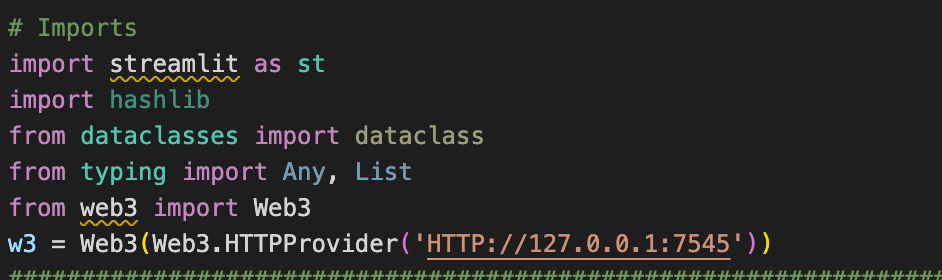 # Imports
import streamlit as st
import hashlib
from dataclasses import dataclass
from typing import Any, List
from web3 import Web3
w3 = Web3(Web3.HTTPProvider('HTTP://127.0.0.1:7545'))
################################################################